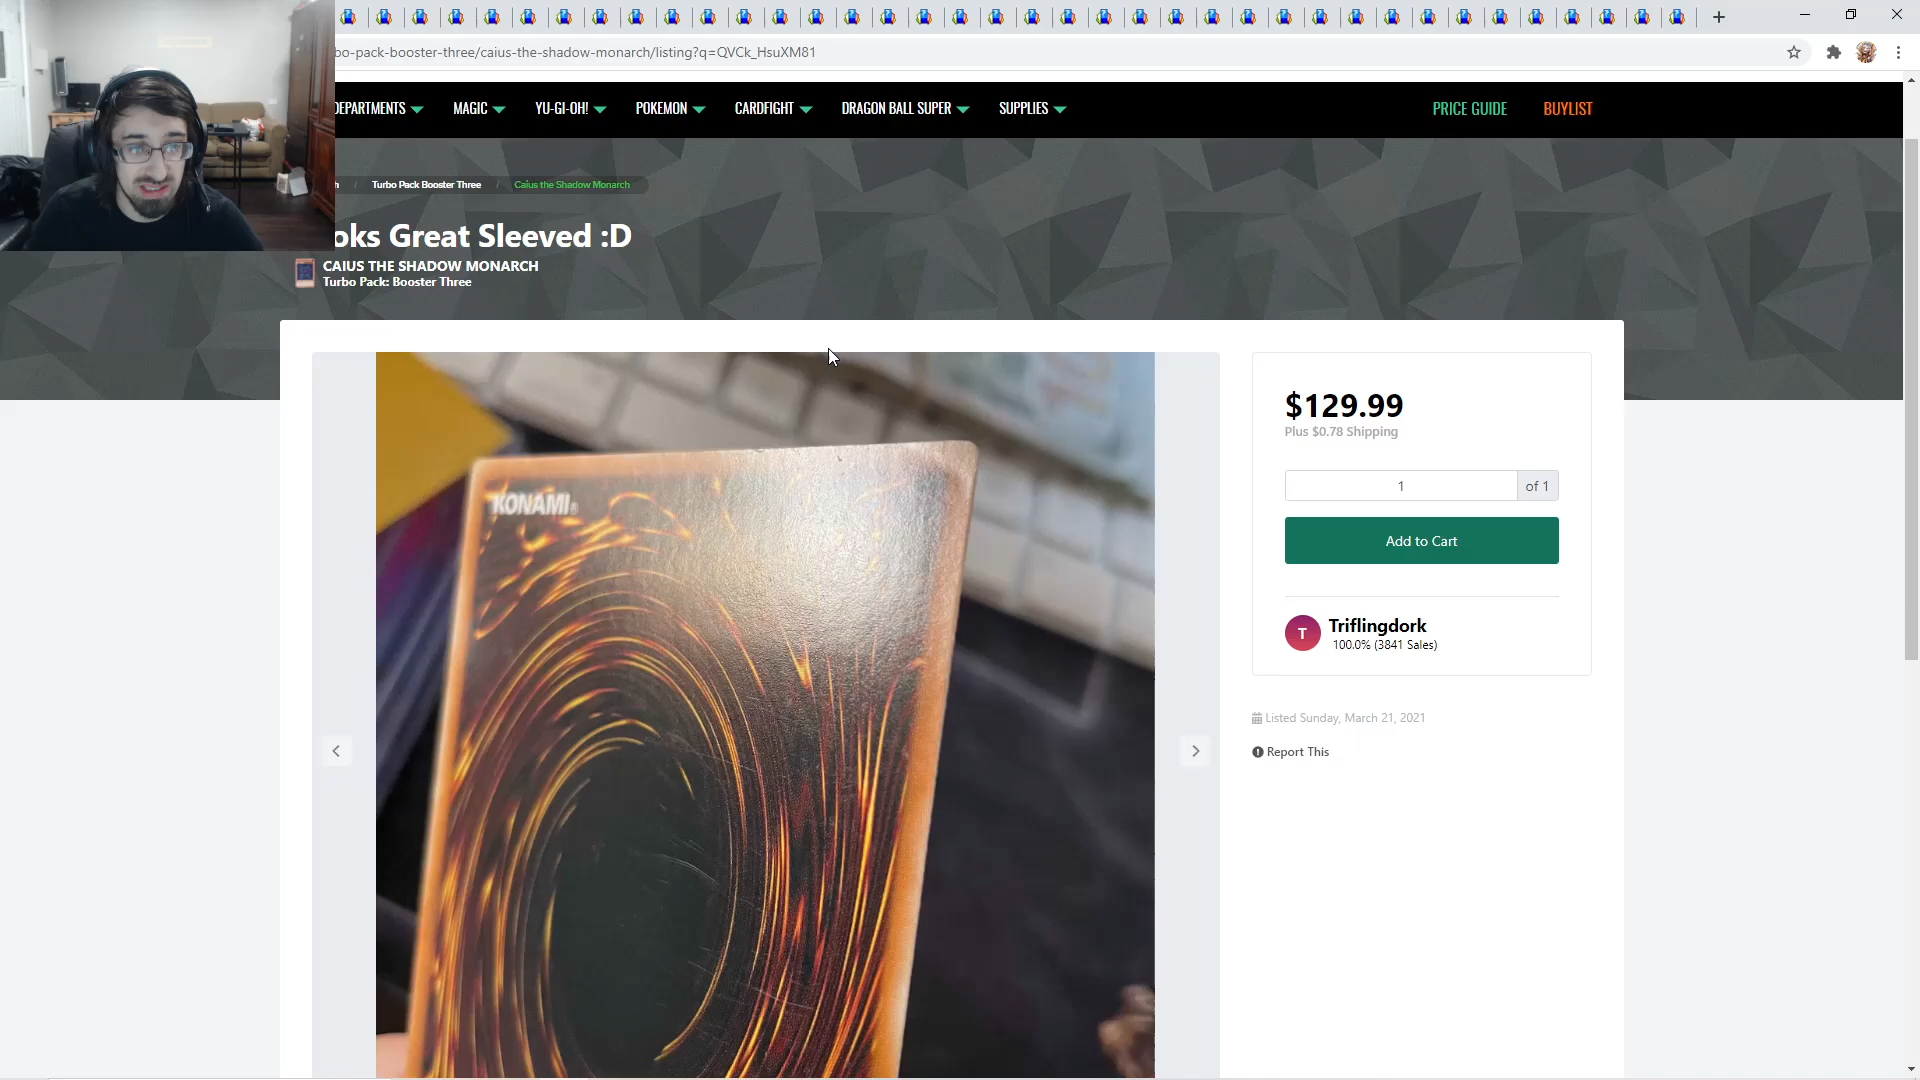 bo-pack-booster-three/caius-the-shadow-monarch/listing?q=QVCk_HsuXM81
DEPARTMENTS MAGIC YU-GI-OH! POKEMON CARDFIGHT DRAGON BALL SUPER SUPPLIES PRICE GUIDE BUYLIST
h / Turbo Pack Booster Three / Caius the Shadow Monarch
oks Great Sleeved :D
CAIUS THE SHADOW MONARCH
Turbo Pack: Booster Three
KONAMI®
$129.99
Plus $0.78 Shipping
1 of 1
Add to Cart
T Triflingdork
100.0% (3841 Sales)
Listed Sunday, March 21, 2021
Report This